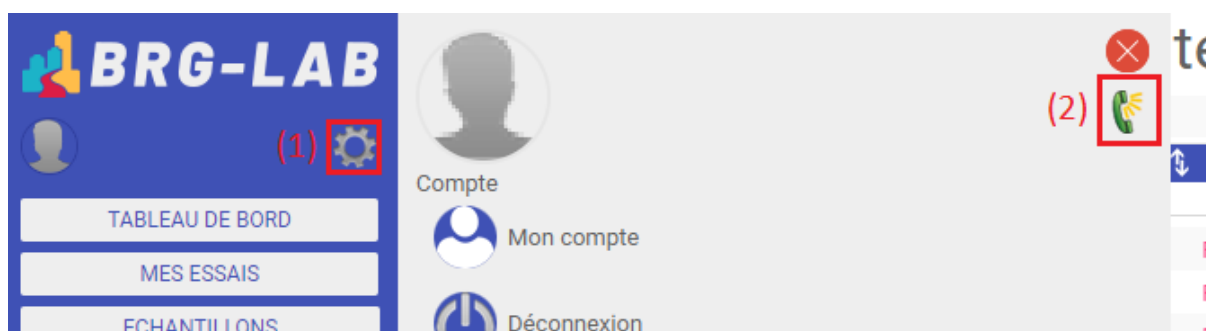 BRG-LAB
(1)
TABLEAU DE BORD
MES ESSAIS
ECHANTILLONS
(2)
Compte
Mon compte
Déconnexion
te